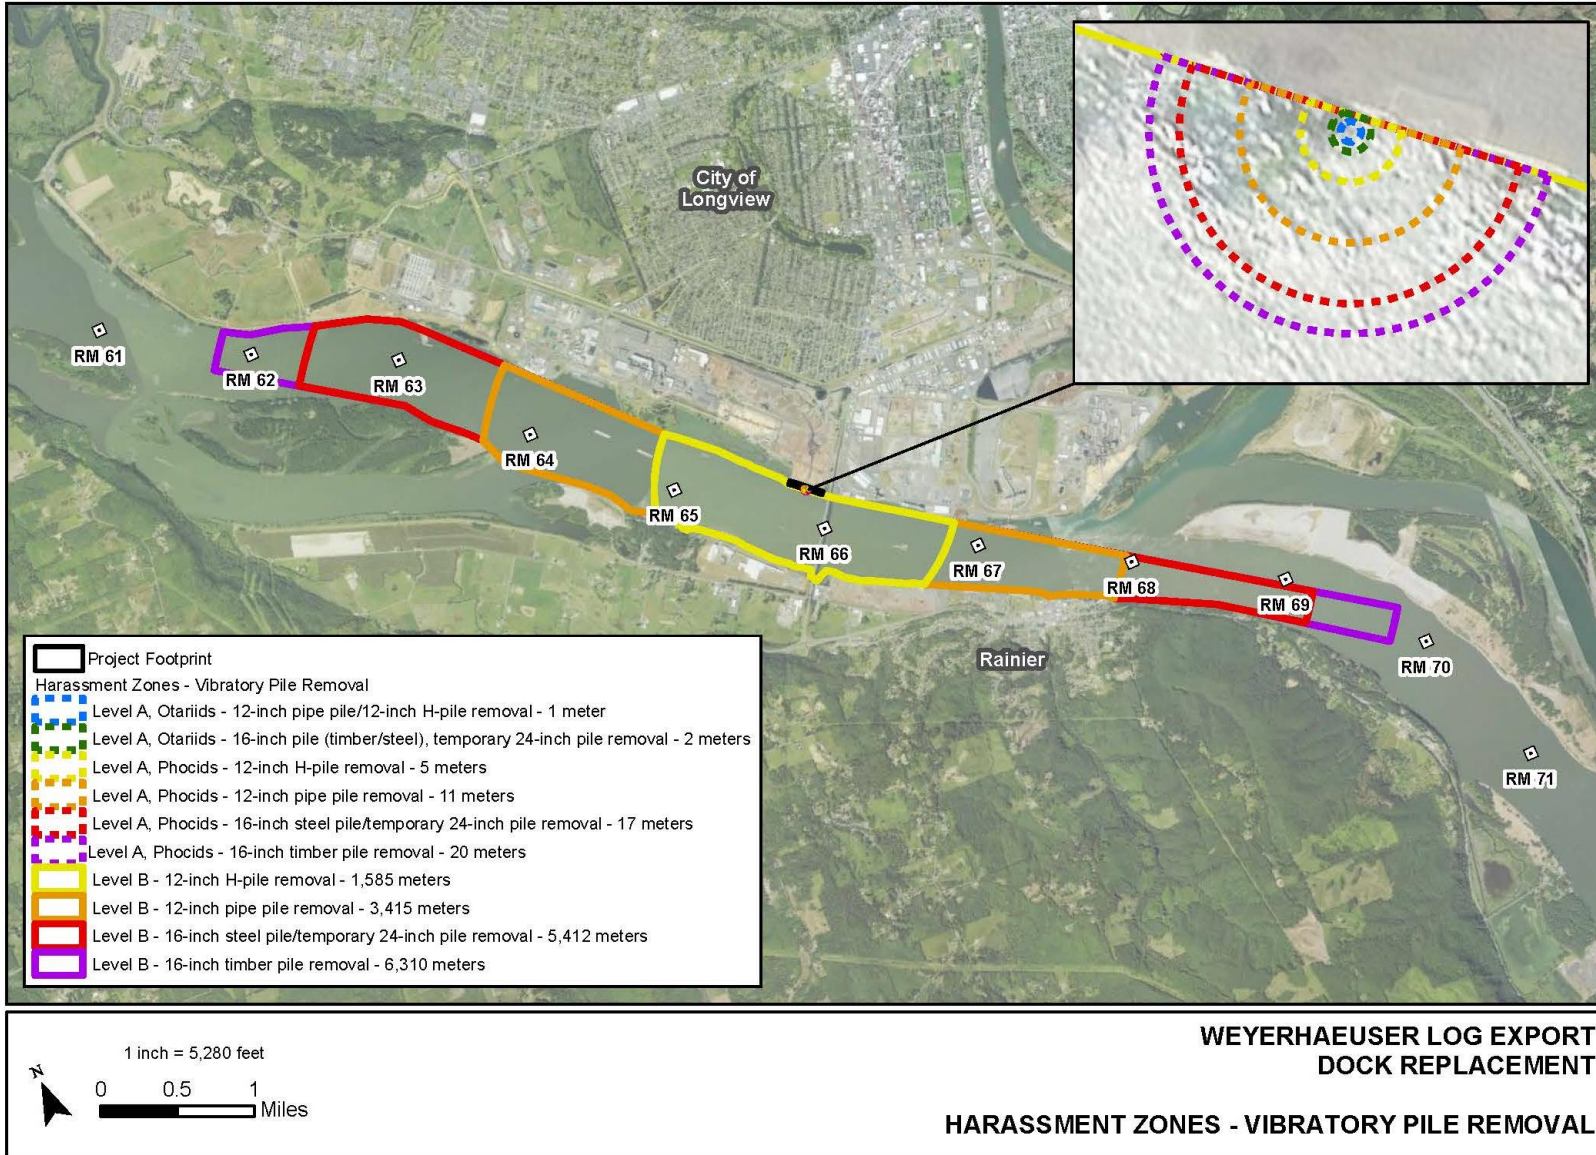 City of
Longview
RM 61
RM 62
RM 63
RM 64
RM 65
RM 66
RM 67
RM 68
RM 69
RM 70
RM 71
Rainier
Project Footprint
Harassment Zones - Vibratory Pile Removal
Level A, Otariids - 12-inch pipe pile/12-inch H-pile removal - 1 meter
Level A, Otariids - 16-inch pile (timber/steel), temporary 24-inch pile removal - 2 meters
Level A, Phocids - 12-inch H-pile removal - 5 meters
Level A, Phocids - 12-inch pipe pile removal - 11 meters
Level A, Phocids - 16-inch steel pile/temporary 24-inch pile removal - 17 meters
Level A, Phocids - 16-inch timber pile removal - 20 meters
Level B - 12-inch H-pile removal - 1,585 meters
Level B - 12-inch pipe pile removal - 3,415 meters
Level B - 16-inch steel pile/temporary 24-inch pile removal - 5,412 meters
Level B - 16-inch timber pile removal - 6,310 meters
1 inch = 5,280 feet
N
0 0.5 1
Miles
WEYERHAEUSER LOG EXPORT
DOCK REPLACEMENT
HARASSMENT ZONES - VIBRATORY PILE REMOVAL